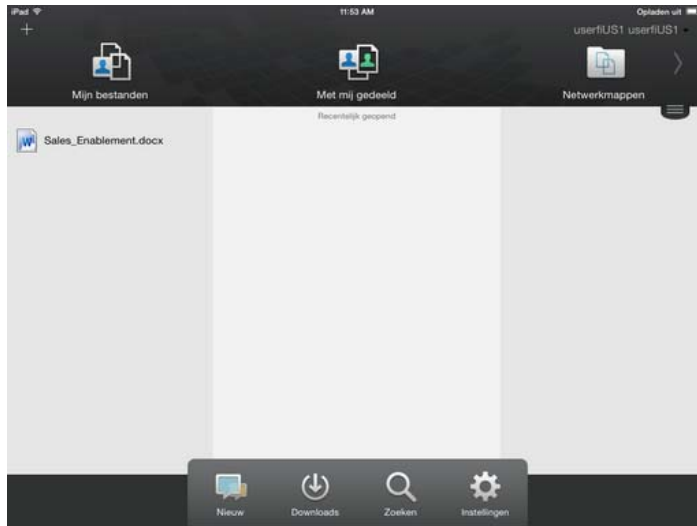 iPad
11:53 AM
Opladen uit
+
userfiUS1 userfiUS1
Mijn bestanden
Met mij gedeeld
Netwerkmappen
Recentelijk geopend
W
Sales_Enablement.docx
Nieuw
Downloads
Zoeken
Instellingen